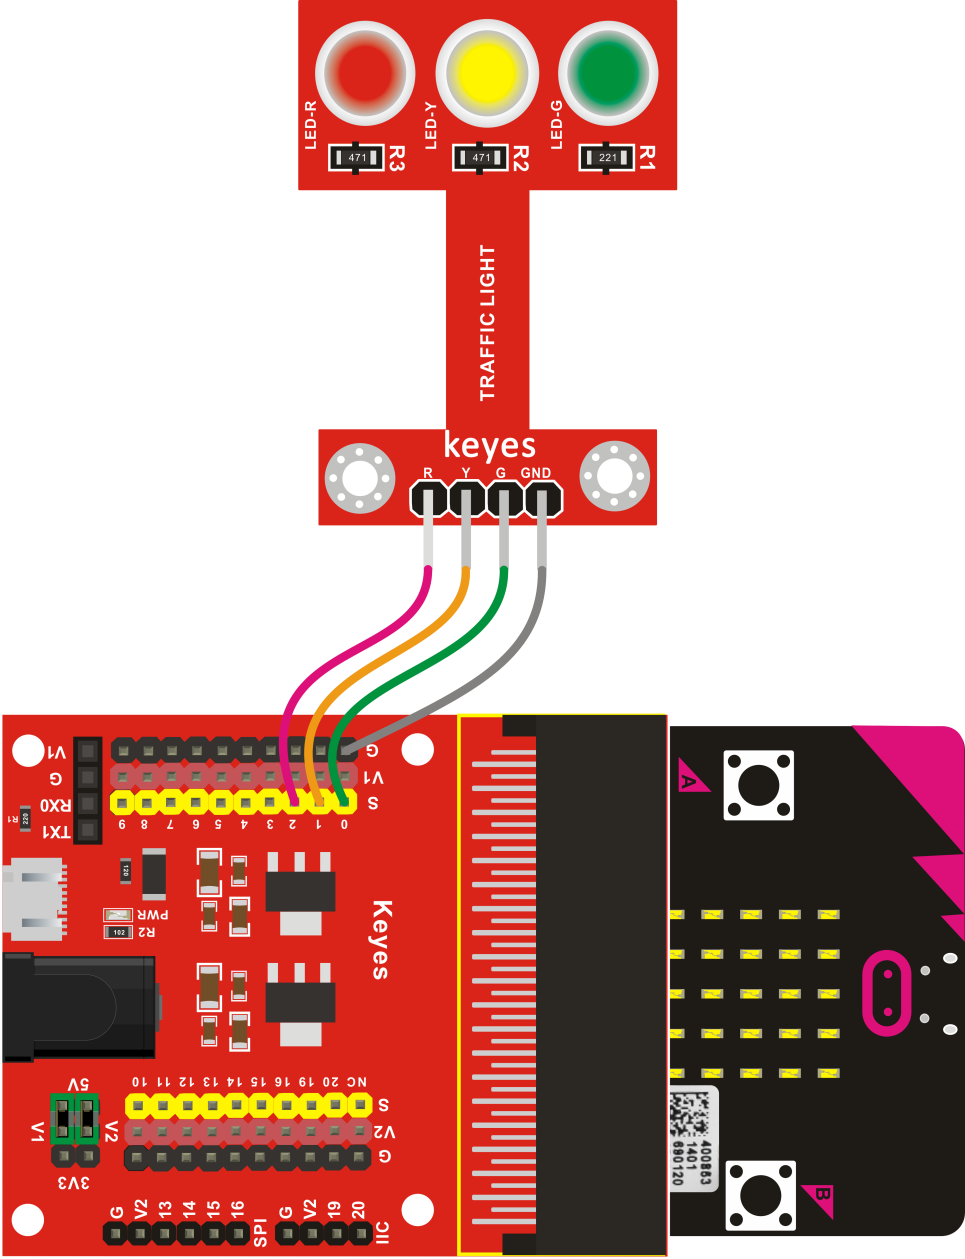 LED-R
LED-Y
LED-G
471
R3
471
R2
221
R1
TRAFFIC LIGHT
keyes
R Y G GND
V1
G
RX0
TX1
G
V1
S
9 8 7 6 5 4 3 2 1 0
R1
220
120
PWR
R2
102
Keyes
A
5V
V1
V2
3V3
10 11 12 13 14 15 16 19 20 NC
S
V2
G
G V2 13 14 15 16 SPI
G V2 19 20 IIC
400863
1401
690120
B